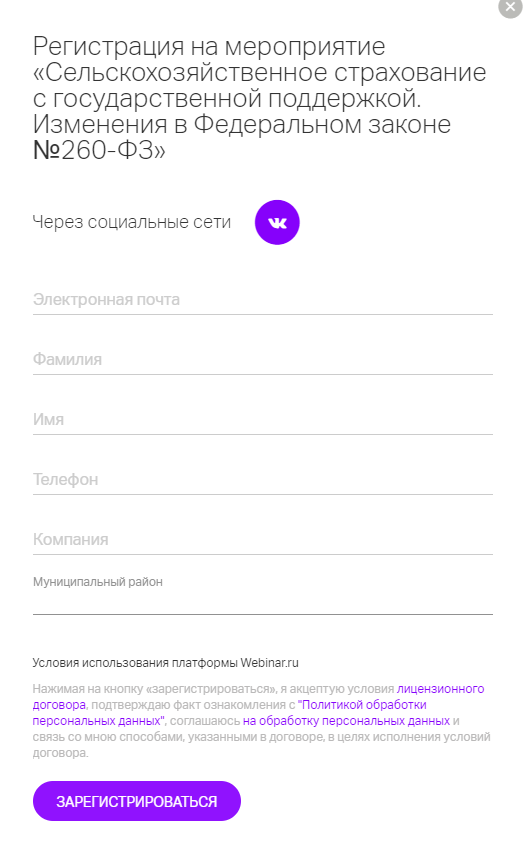 Регистрация на мероприятие
«Сельскохозяйственное страхование
с государственной поддержкой.
Изменения в Федеральном законе
№260-ФЗ»
Через социальные сети
Электронная почта
Фамилия
Имя
Телефон
Компания
Муниципальный район
Условия использования платформы Webinar.ru
Нажимая на кнопку «зарегистрироваться», я акцептую условия лицензионного
договора, подтверждаю факт ознакомления с "Политикой обработки
персональных данных", соглашаюсь на обработку персональных данных и
связь со мною способами, указанными в договоре, в целях исполнения условий
договора.
ЗАРЕГИСТРИРОВАТЬСЯ